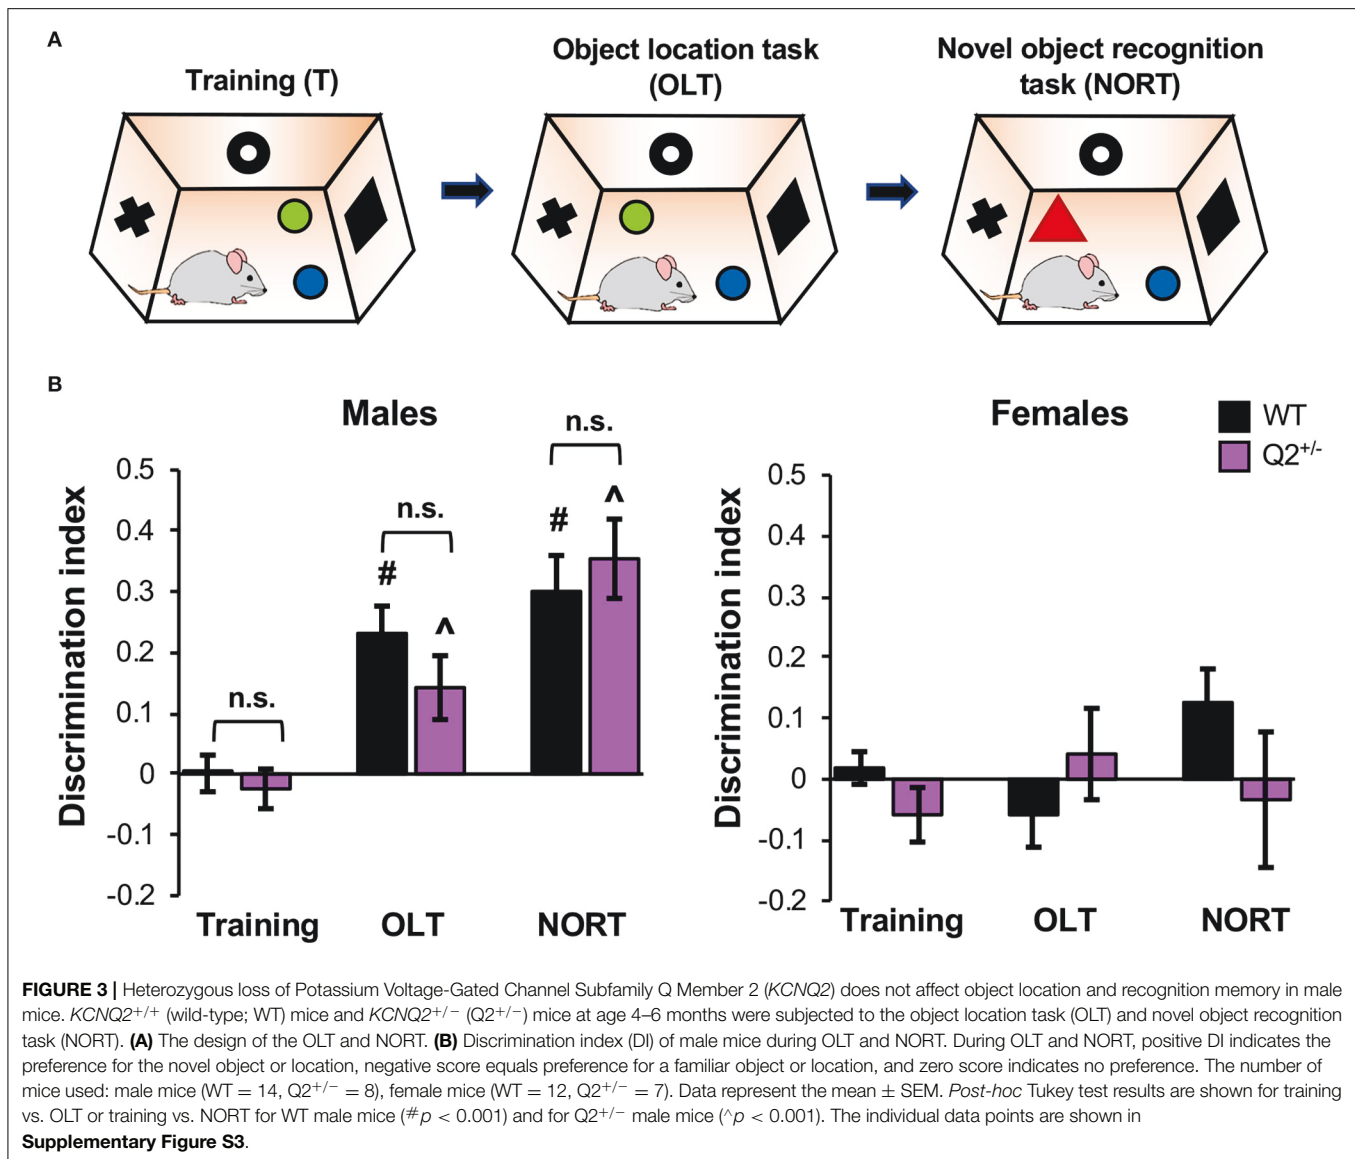 A
Training (T)
Object location task
(OLT)
Novel object recognition
task (NORT)
B
Males
Females
WT
Q2+/-
Discrimination index
0.5
0.4
0.3
0.2
0.1
0
-0.1
-0.2
n.s.
n.s.
n.s.
#
^
#
^
Training
OLT
NORT
Discrimination index
0.5
0.4
0.3
0.2
0.1
0
-0.1
-0.2
Training
OLT
NORT
FIGURE 3 | Heterozygous loss of Potassium Voltage-Gated Channel Subfamily Q Member 2 (KCNQ2) does not affect object location and recognition memory in male
mice. KCNQ2+/+ (wild-type; WT) mice and KCNQ2+/− (Q2+/−) mice at age 4–6 months were subjected to the object location task (OLT) and novel object recognition
task (NORT). (A) The design of the OLT and NORT. (B) Discrimination index (DI) of male mice during OLT and NORT. During OLT and NORT, positive DI indicates the
preference for the novel object or location, negative score equals preference for a familiar object or location, and zero score indicates no preference. The number of
mice used: male mice (WT = 14, Q2+/− = 8), female mice (WT = 12, Q2+/− = 7). Data represent the mean ± SEM. Post-hoc Tukey test results are shown for training
vs. OLT or training vs. NORT for WT male mice (#p < 0.001) and for Q2+/− male mice (^p < 0.001). The individual data points are shown in
Supplementary Figure S3.